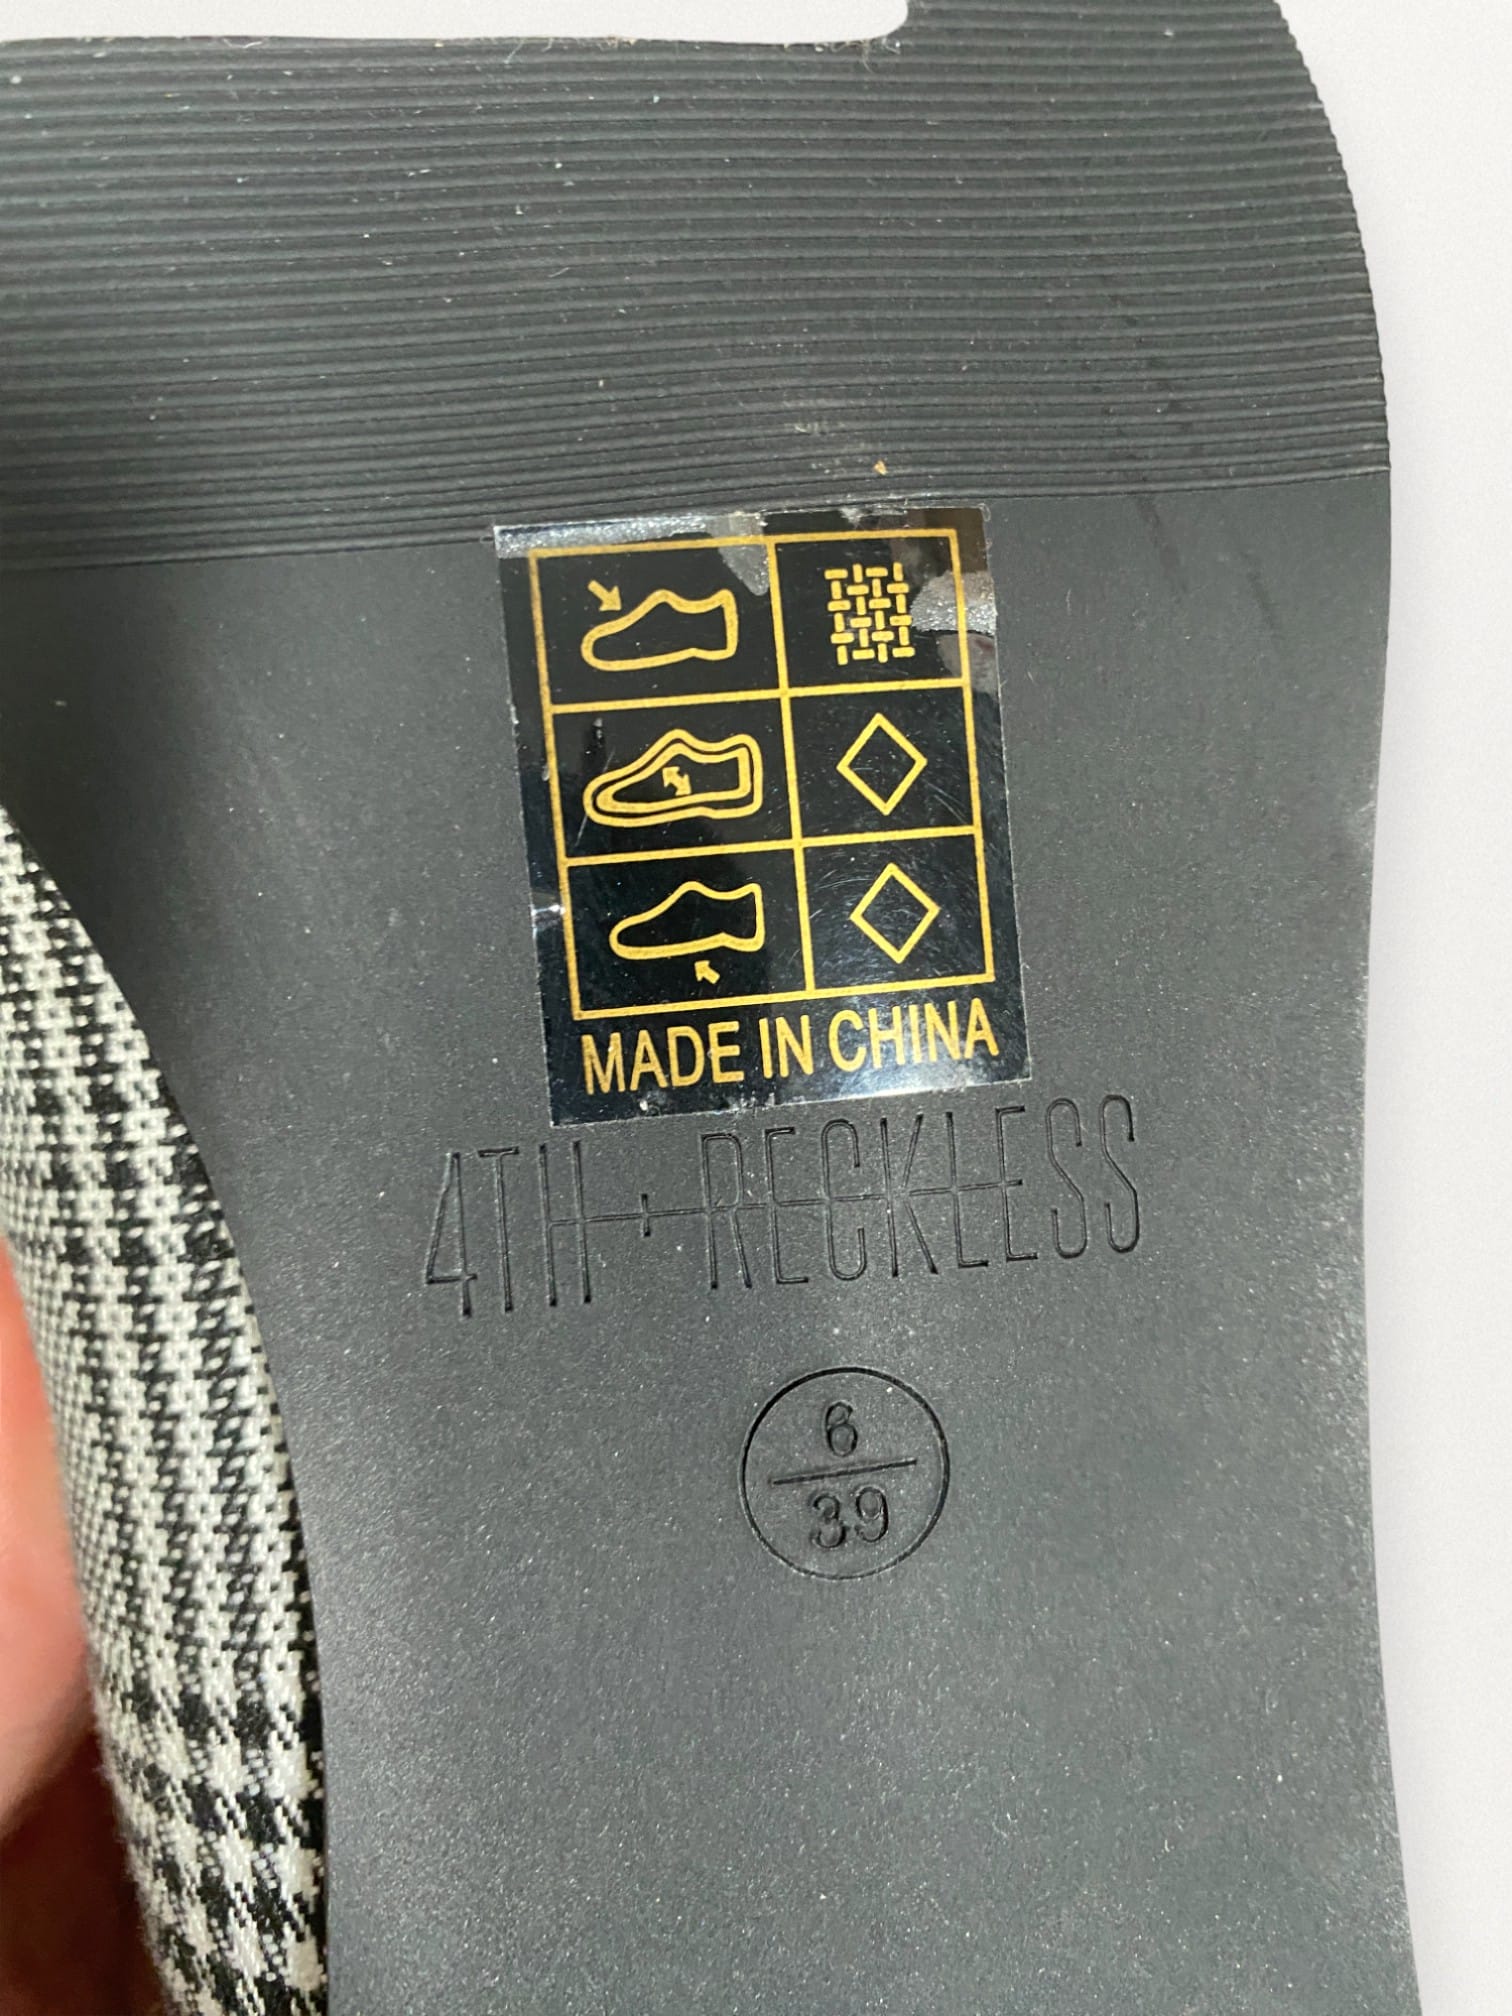 MADE IN CHINA
4TH + RECKLESS
6
39